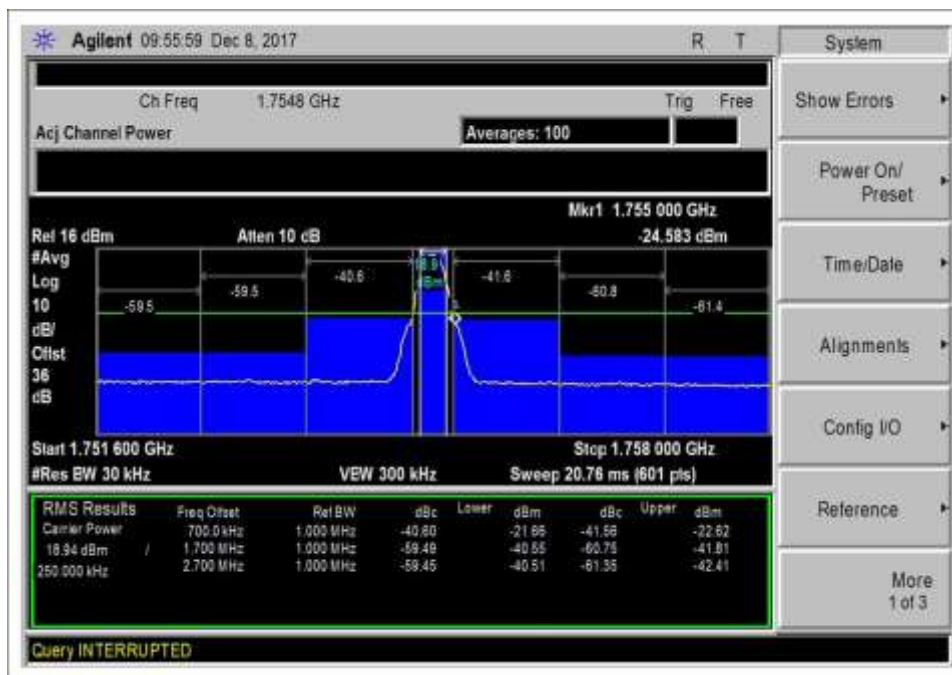 Agilent 09:55:59 Dec 8, 2017 R T
System
Ch Freq 1.7548 GHz Trig Free
Acj Channel Power Averages: 100
Show Errors
Power On/
Preset
Mkr1 1.755 000 GHz
Rel 16 dBm Atten 10 dB -24.583 dBm
#Avg
Log
10
dB/
Offst
36
dB
-59.5 -59.5 -40.6 18.9 -41.6 -60.8 -61.4
dBm
Time/Date
Alignments
Config I/O
Start 1.751 600 GHz Stop 1.758 000 GHz
#Res BW 30 kHz VBW 300 kHz Sweep 20.76 ms (601 pts)
RMS Results Freq Offset Ref BW dBc Lower dBm dBc Upper dBm
Carrier Power 700.0 kHz 1.000 MHz -40.60 -21.66 -41.56 -22.62
18.94 dBm / 1.700 MHz 1.000 MHz -59.49 -40.55 -60.75 -41.81
250.000 kHz 2.700 MHz 1.000 MHz -59.45 -40.51 -61.35 -42.41
Reference
More
1 of 3
Query INTERRUPTED